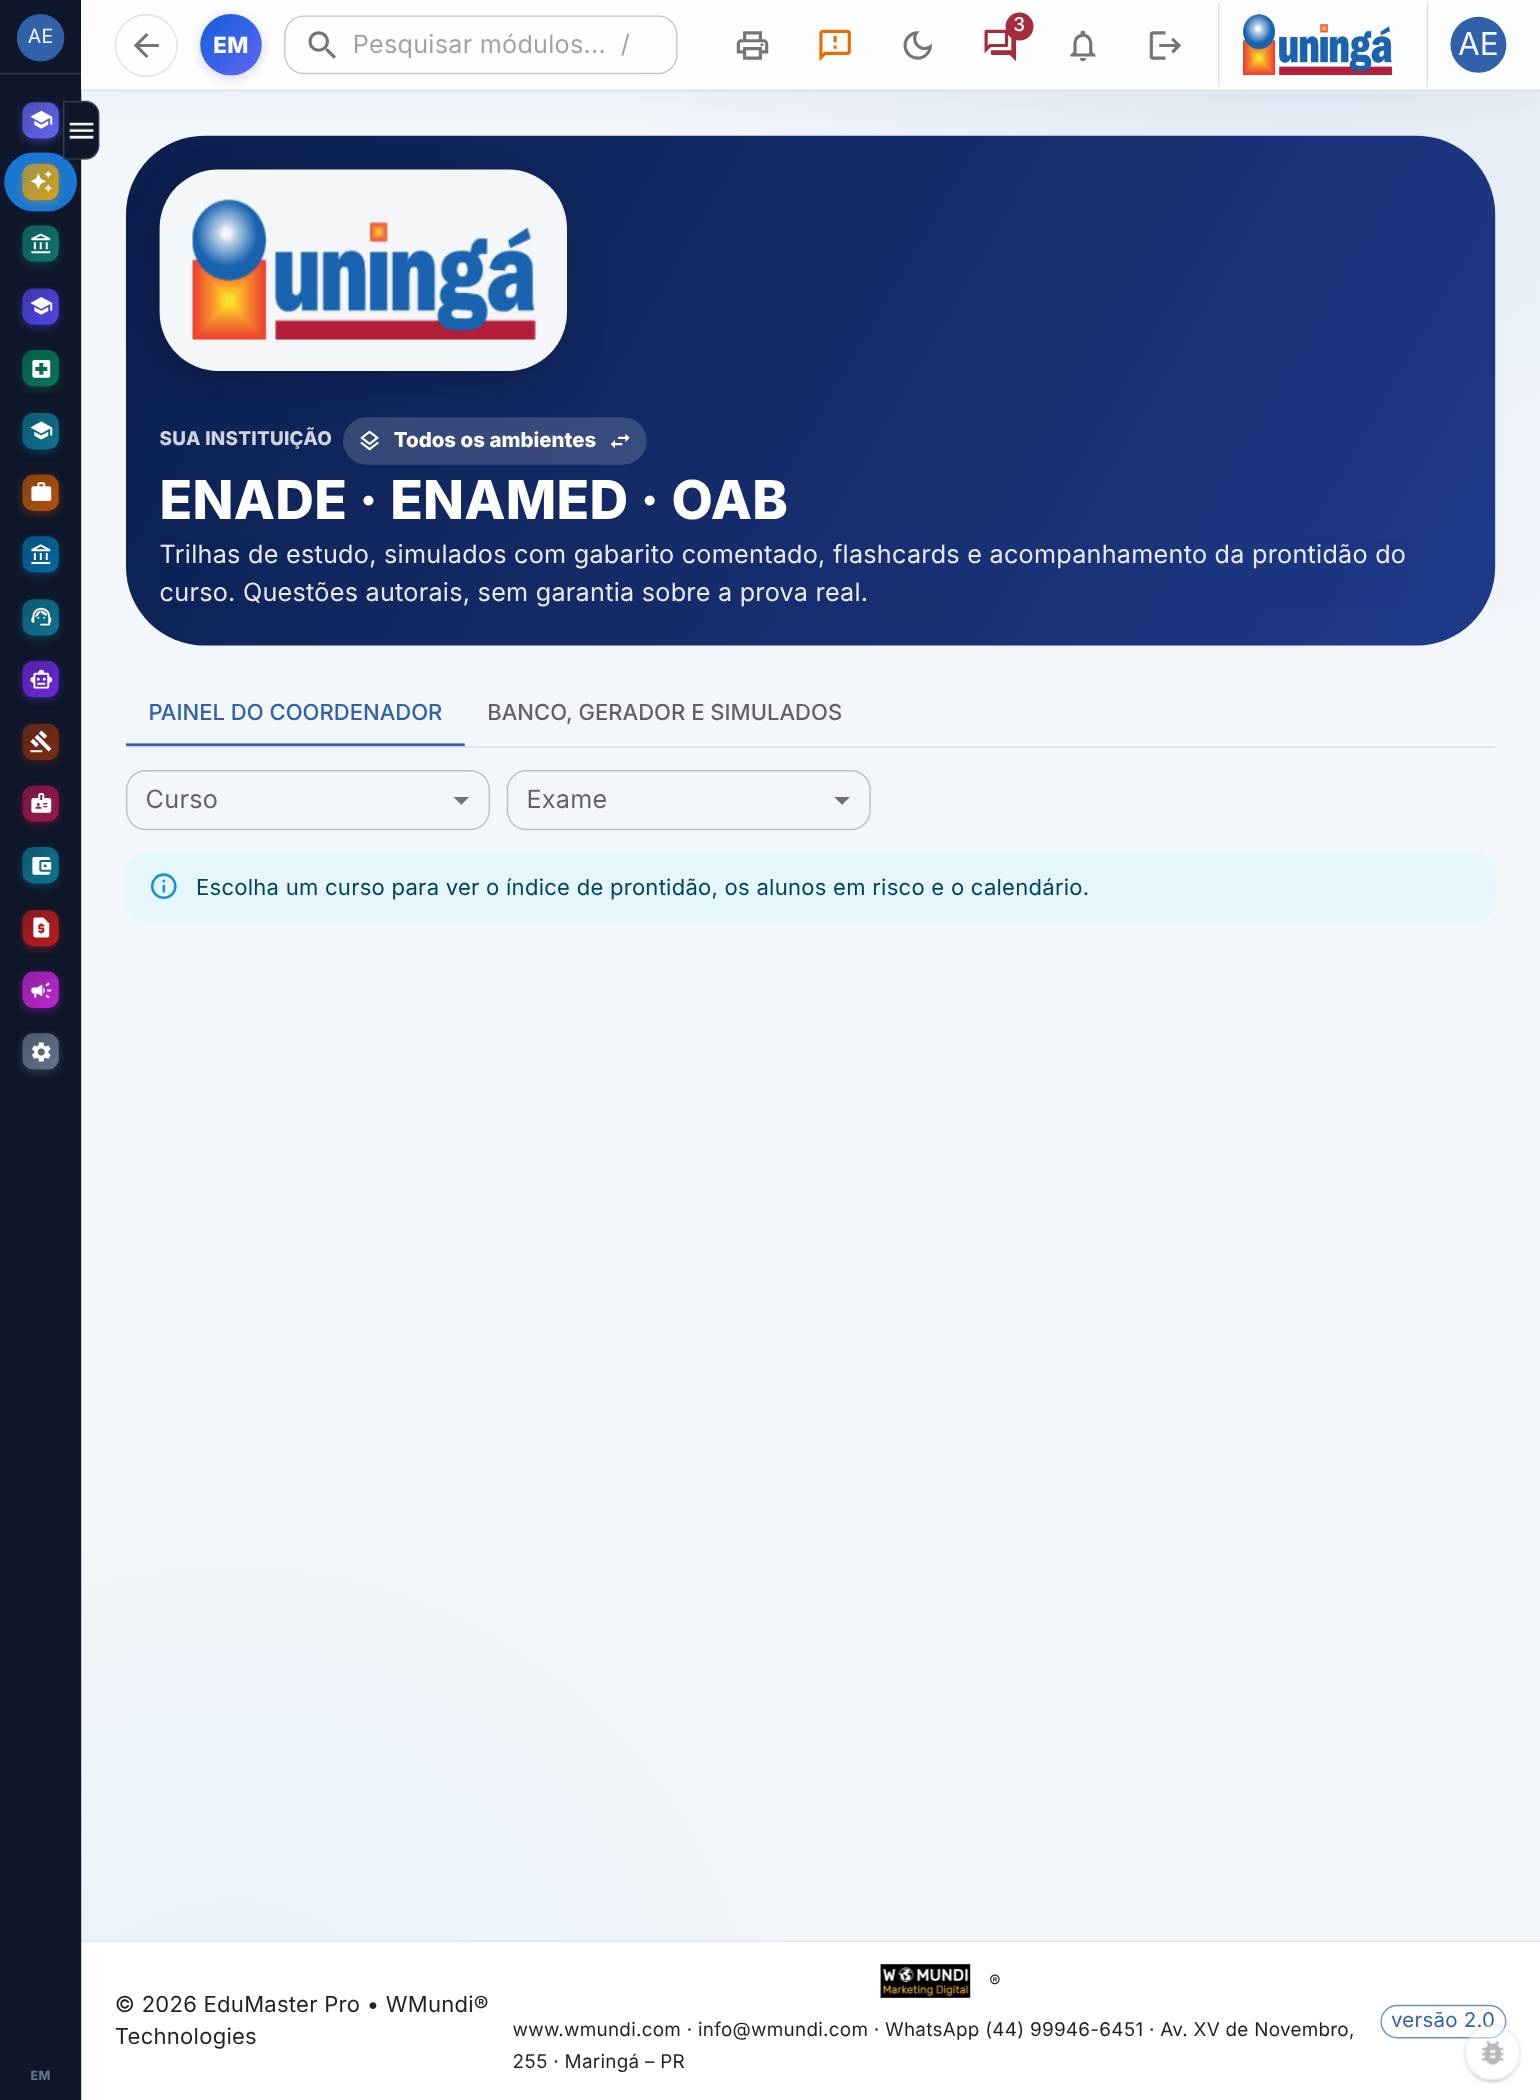 AE
EM
Pesquisar módulos... /
3
uningá
AE
uningá
SUA INSTITUIÇÃO
Todos os ambientes
ENADE · ENAMED · OAB
Trilhas de estudo, simulados com gabarito comentado, flashcards e acompanhamento da prontidão do
curso. Questões autorais, sem garantia sobre a prova real.
PAINEL DO COORDENADOR
BANCO, GERADOR E SIMULADOS
Curso
Exame
Escolha um curso para ver o índice de prontidão, os alunos em risco e o calendário.
© 2026 EduMaster Pro • WMundi®
Technologies
W MUNDI
Marketing Digital
®
www.wmundi.com · info@wmundi.com · WhatsApp (44) 99946-6451 · Av. XV de Novembro,
255 · Maringá – PR
versão 2.0
EM